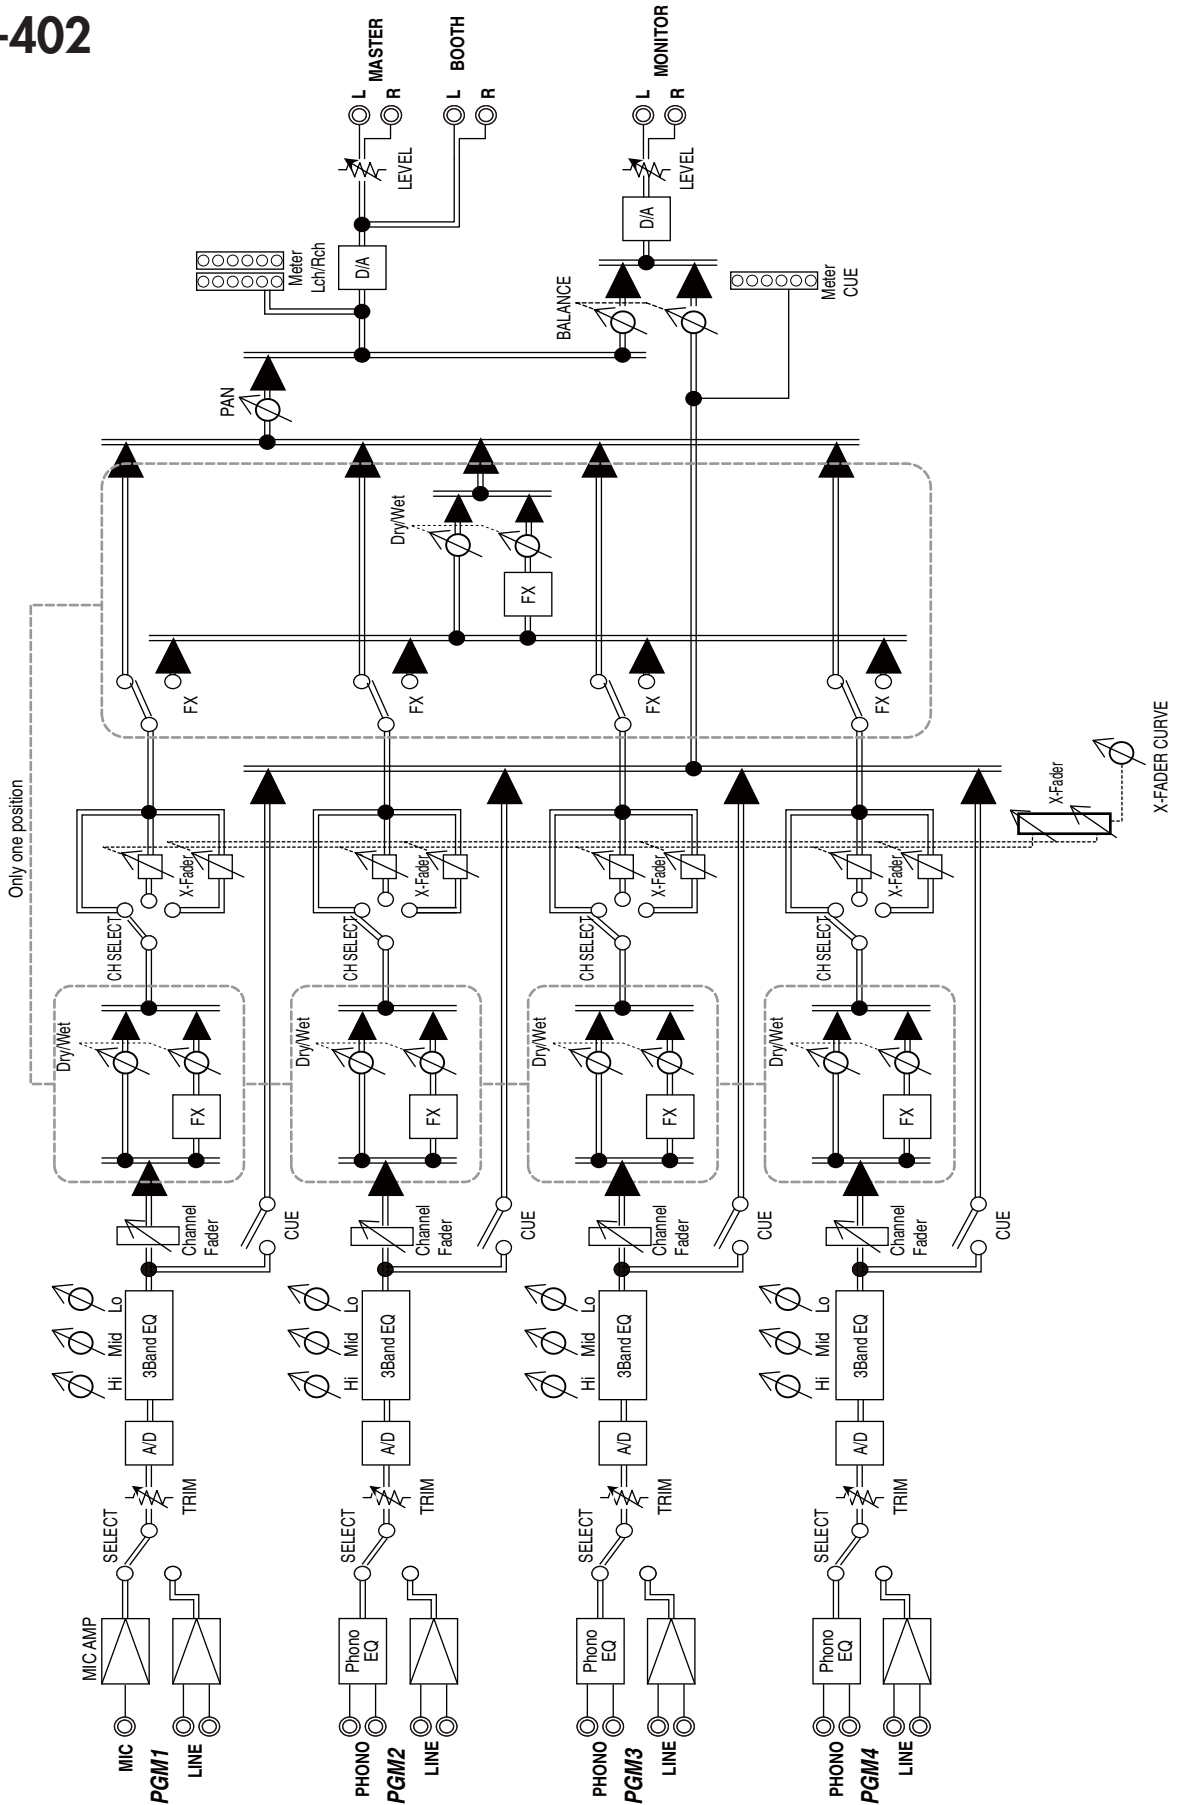 -402
MASTER
L
R
BOOTH
L
R
MONITOR
L
R
LEVEL
LEVEL
D/A
D/A
Meter
Lch/Rch
BALANCE
Meter
CUE
PAN
Only one position
Dry/Wet
FX
FX
FX
FX
FX
X-Fader
X-FADER CURVE
X-Fader
X-Fader
X-Fader
X-Fader
CH SELECT
CH SELECT
CH SELECT
CH SELECT
Dry/Wet
Dry/Wet
Dry/Wet
Dry/Wet
FX
FX
FX
FX
Channel
Fader
CUE
Channel
Fader
CUE
Channel
Fader
CUE
Channel
Fader
CUE
Hi
Mid
Lo
3Band EQ
Hi
Mid
Lo
3Band EQ
Hi
Mid
Lo
3Band EQ
Hi
Mid
Lo
3Band EQ
A/D
A/D
A/D
A/D
SELECT
TRIM
SELECT
TRIM
SELECT
TRIM
SELECT
TRIM
MIC AMP
Phono
EQ
Phono
EQ
Phono
EQ
MIC
PGM1
LINE
PHONO
PGM2
LINE
PHONO
PGM3
LINE
PHONO
PGM4
LINE